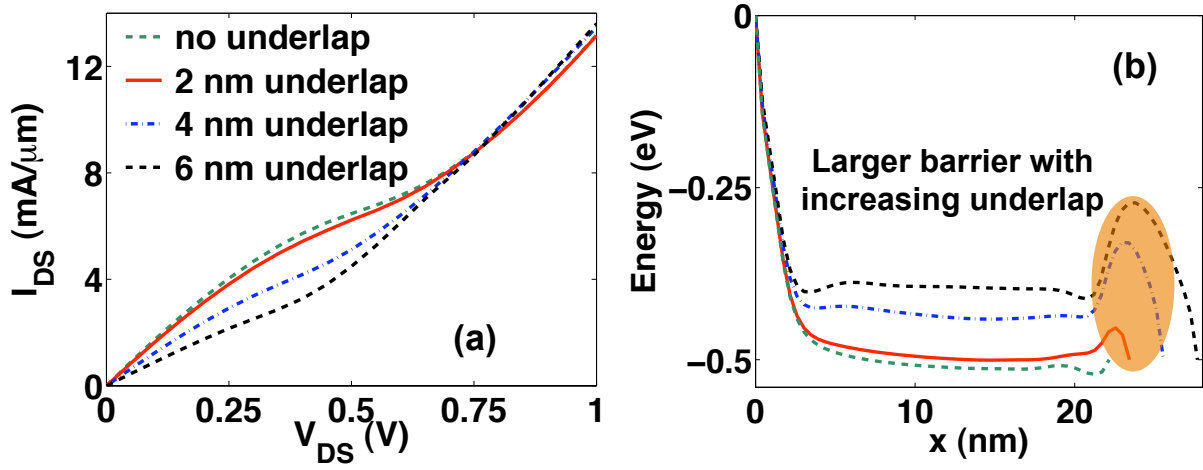 no underlap
2 nm underlap
4 nm underlap
6 nm underlap
12
8
4
0
0
0.25
0.5
0.75
1
I_DS (mA/μm)
V_DS (V)
(a)
0
−0.25
−0.5
0
10
20
Energy (eV)
x (nm)
(b)
Larger barrier with
increasing underlap